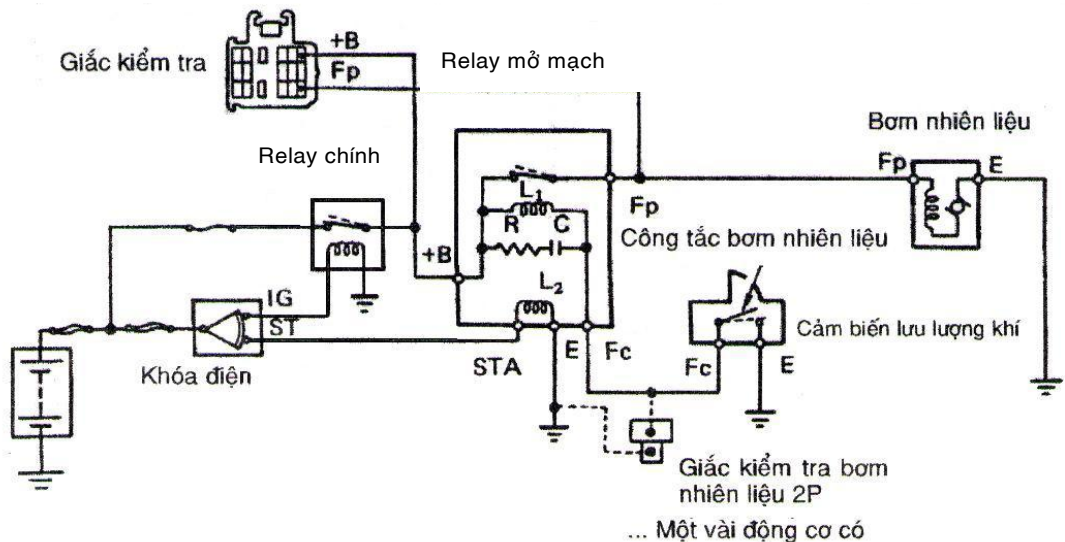 Giắc kiểm tra
+B
Fp
Relay mở mạch
Bơm nhiên liệu
Relay chính
Fp
E
L₁
R
C
Fp
+B
Công tắc bơm nhiên liệu
L₂
IG
ST
Cảm biến lưu lượng khí
STA
E
Fc
Fc
E
Khóa điện
Giắc kiểm tra bơm
nhiên liệu 2P
... Một vài động cơ có